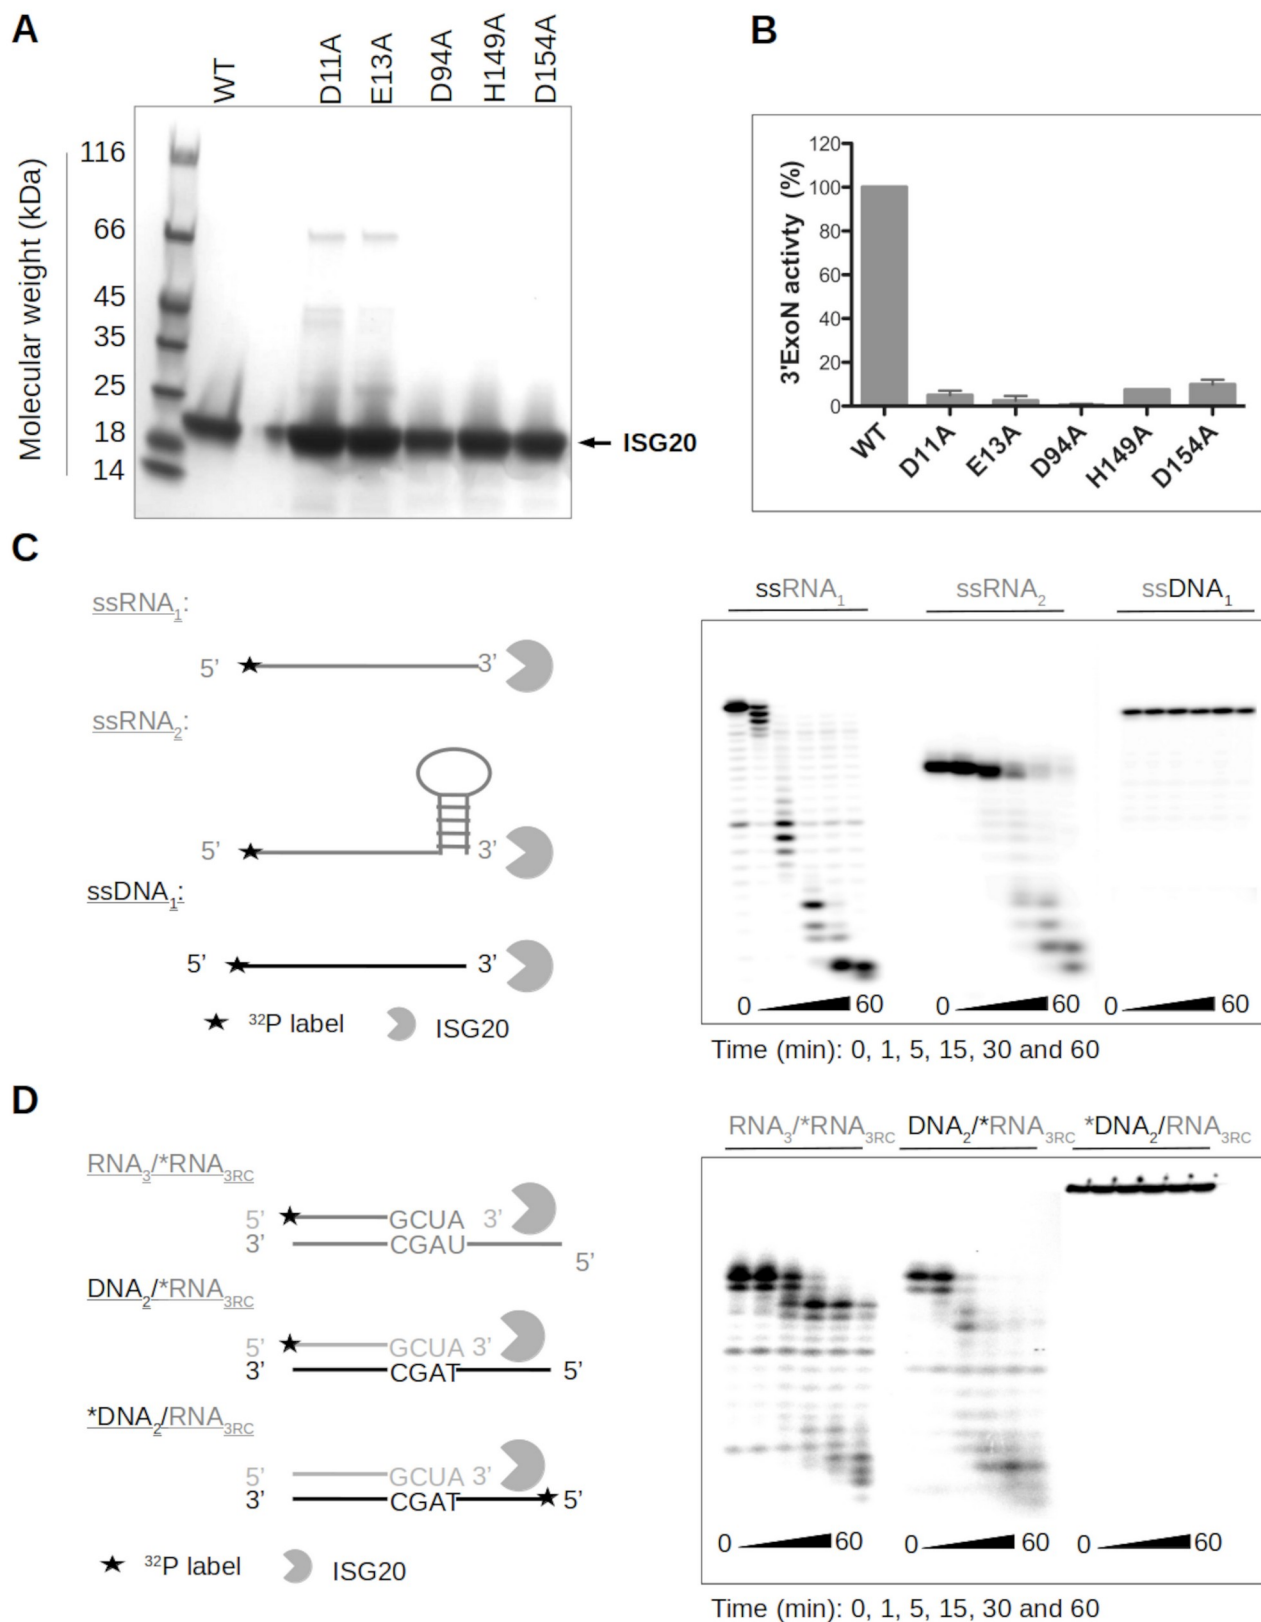 A
WT
D11A
E13A
D94A
H149A
D154A
Molecular weight (kDa)
116
66
45
35
25
18
14
ISG20
B
3'ExoN activty (%)
120
100
80
60
40
20
0
WT
D11A
E13A
D94A
H149A
D154A
C
ssRNA1:
5’ 3’
ssRNA2:
5’ 3’
ssDNA1:
5’ 3’
32P label ISG20
ssRNA1 ssRNA2 ssDNA1
0 60 0 60 0 60
Time (min): 0, 1, 5, 15, 30 and 60
D
RNA3/*RNA3RC
5’ GCUA 3’
3’ CGAU 5’
DNA2/*RNA3RC
5’ GCUA 3’
3’ CGAT 5’
*DNA2/RNA3RC
5’ GCUA 3’
3’ CGAT 5’
32P label ISG20
RNA3/*RNA3RC DNA2/*RNA3RC *DNA2/RNA3RC
0 60 0 60 0 60
Time (min): 0, 1, 5, 15, 30 and 60